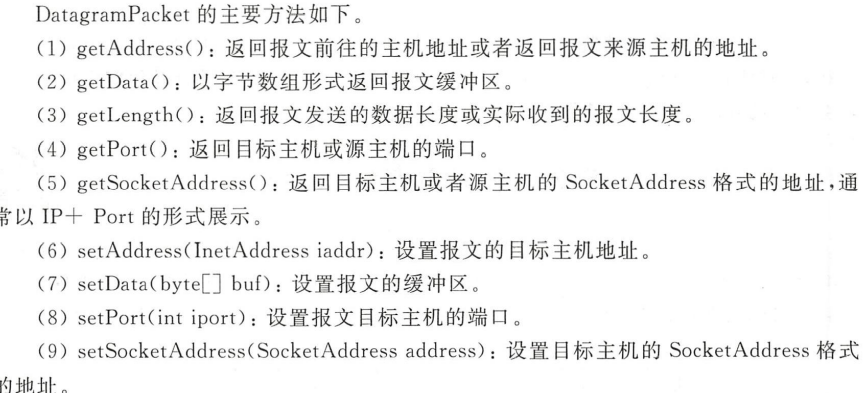 DatagramPacket 的主要方法如下。
(1) getAddress()：返回报文前往的主机地址或者返回报文来源主机的地址。
(2) getData()：以字节数组形式返回报文缓冲区。
(3) getLength()：返回报文发送的数据长度或实际收到的报文长度。
(4) getPort()：返回目标主机或源主机的端口。
(5) getSocketAddress()：返回目标主机或者源主机的 SocketAddress 格式的地址，通
常以 IP+ Port 的形式展示。
(6) setAddress(InetAddress iaddr)：设置报文的目标主机地址。
(7) setData(byte[] buf)：设置报文的缓冲区。
(8) setPort(int iport)：设置报文目标主机的端口。
(9) setSocketAddress(SocketAddress address)：设置目标主机的 SocketAddress 格式
的地址。